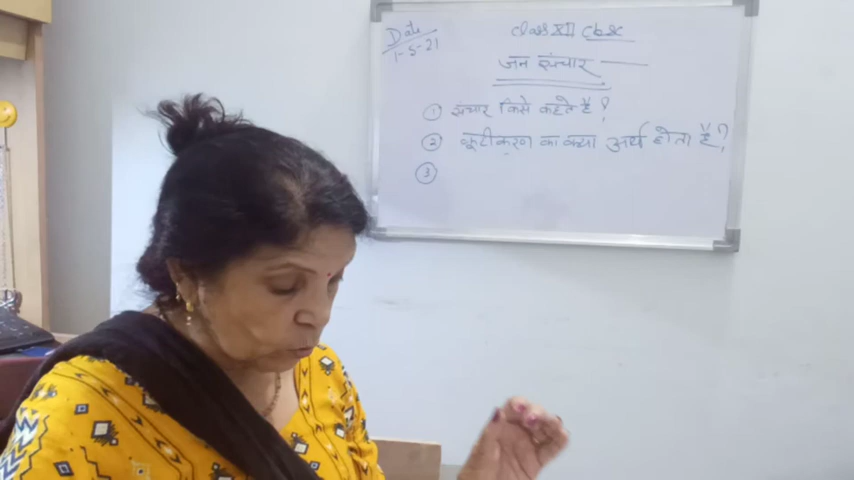 Date
1-5-21
Class XII cbse
जन संचार
① संचार किसे कहते हैं ?
② कूटीकरण का क्या अर्थ होता है ?
③